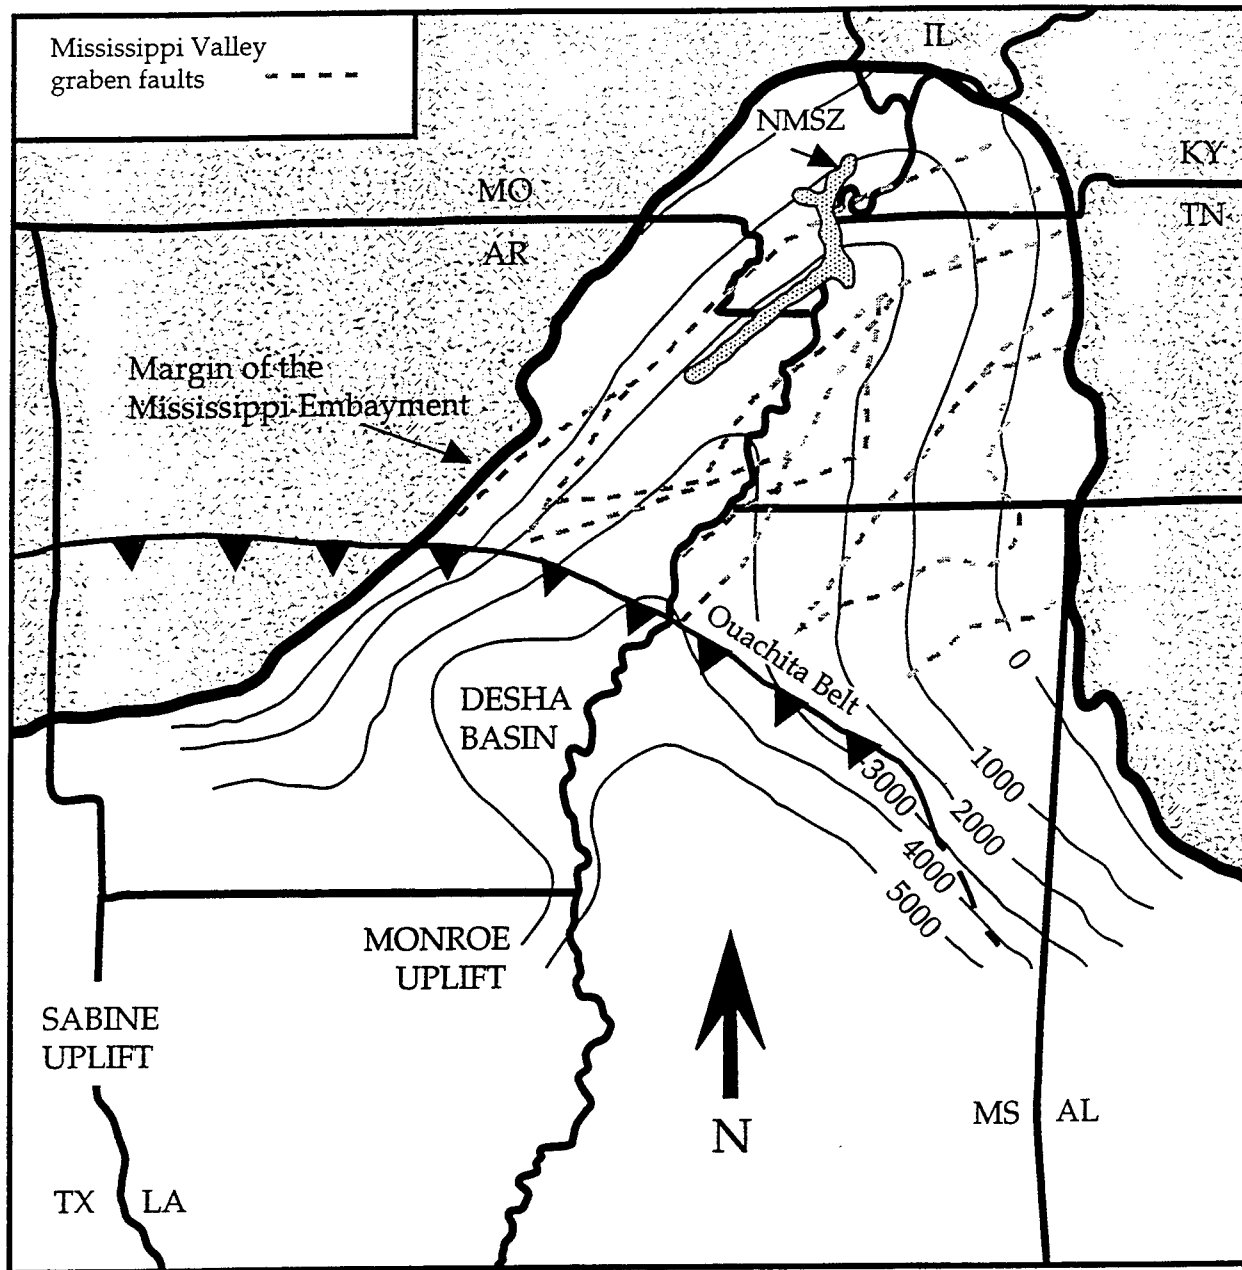 Mississippi Valley
graben faults
IL
NMSZ
KY
MO
TN
AR
Margin of the
Mississippi Embayment
Ouachita Belt
0
DESHA
BASIN
1000
3000
2000
4000
5000
MONROE
UPLIFT
SABINE
UPLIFT
N
MS
AL
TX
LA